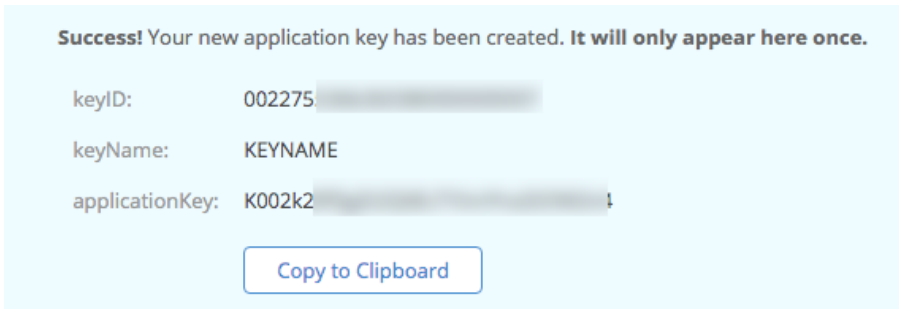 Success! Your new application key has been created. It will only appear here once.
keyID: 002275
keyName: KEYNAME
applicationKey: K002k2 4
Copy to Clipboard